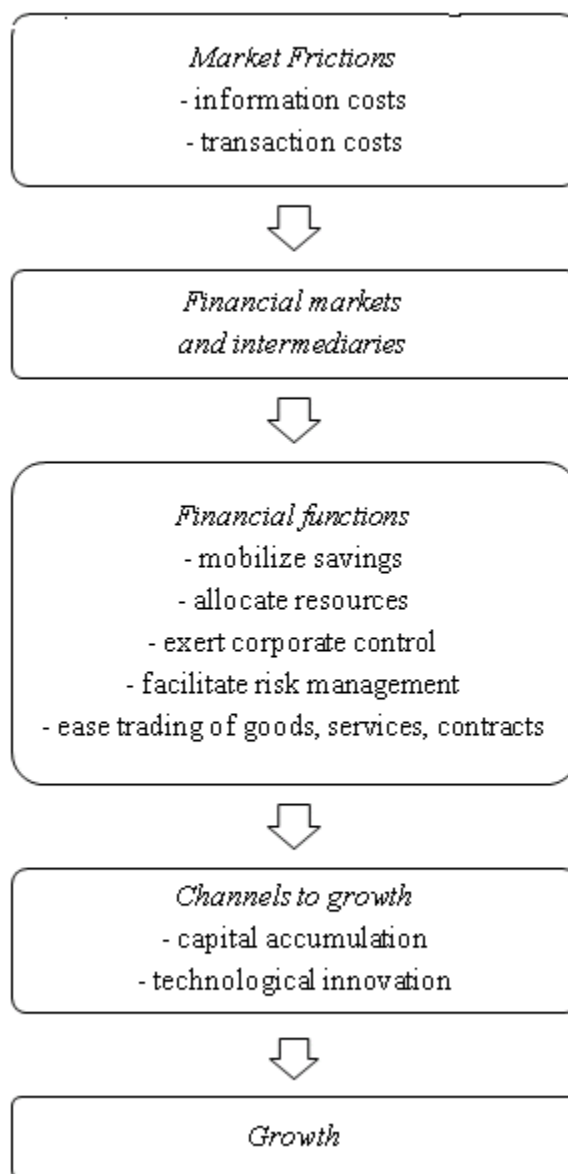 Market Frictions
- information costs
- transaction costs
Financial markets
and intermediaries
Financial functions
- mobilize savings
- allocate resources
- exert corporate control
- facilitate risk management
- ease trading of goods, services, contracts
Channels to growth
- capital accumulation
- technological innovation
Growth